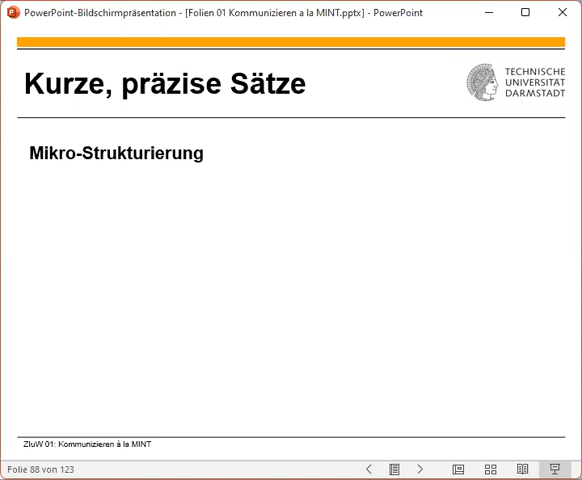 PowerPoint-Bildschirmpräsentation - [Folien 01 Kommunizieren a la MINT.pptx] - PowerPoint
Kurze, präzise Sätze
TECHNISCHE
UNIVERSITÄT
DARMSTADT
Mikro-Strukturierung
ZIuW 01: Kommunizieren à la MINT
Folie 88 von 123